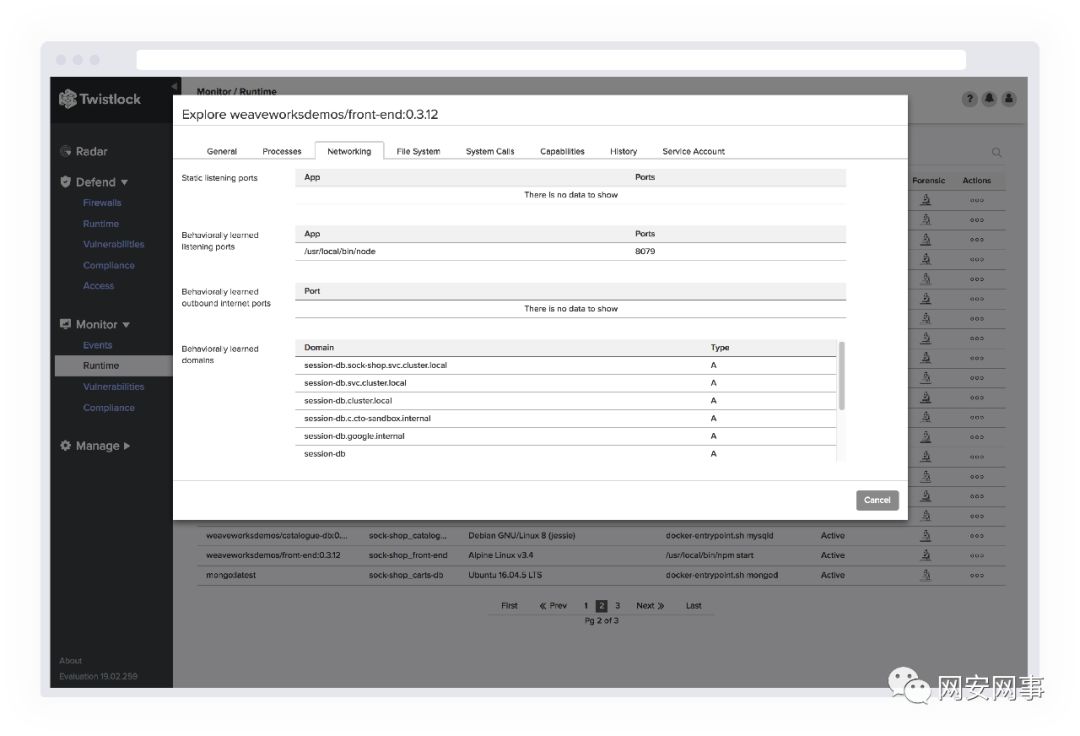 Twistlock
Monitor / Runtime
Explore weaveworksdemos/front-end:0.3.12
General Processes Networking File System System Calls Capabilities History Service Account
Radar
Defend
Firewalls
Runtime
Vulnerabilities
Compliance
Access
Monitor
Events
Runtime
Vulnerabilities
Compliance
Manage
Static listening ports
App Ports
There is no data to show
Behaviorally learned
listening ports
App Ports
/usr/local/bin/node 8079
Behaviorally learned
outbound internet ports
Port
There is no data to show
Behaviorally learned
domains
Domain Type
session-db.sock-shop.svc.cluster.local A
session-db.svc.cluster.local A
session-db.cluster.local A
session-db.c.cto-sandbox.internal A
session-db.google.internal A
session-db A
Cancel
Forensic Actions
weaveworksdemos/catalogue-db:0.... sock-shop_catalog... Debian GNU/Linux 8 (jessie) docker-entrypoint.sh mysqld Active
weaveworksdemos/front-end:0.3.12 sock-shop_front-end Alpine Linux v3.4 /usr/local/bin/npm start Active
mongo:latest sock-shop_carts-db Ubuntu 16.04.5 LTS docker-entrypoint.sh mongod Active
First « Prev 1 2 3 Next » Last
Pg 2 of 3
About
Evaluation 19.02.259
网安网事